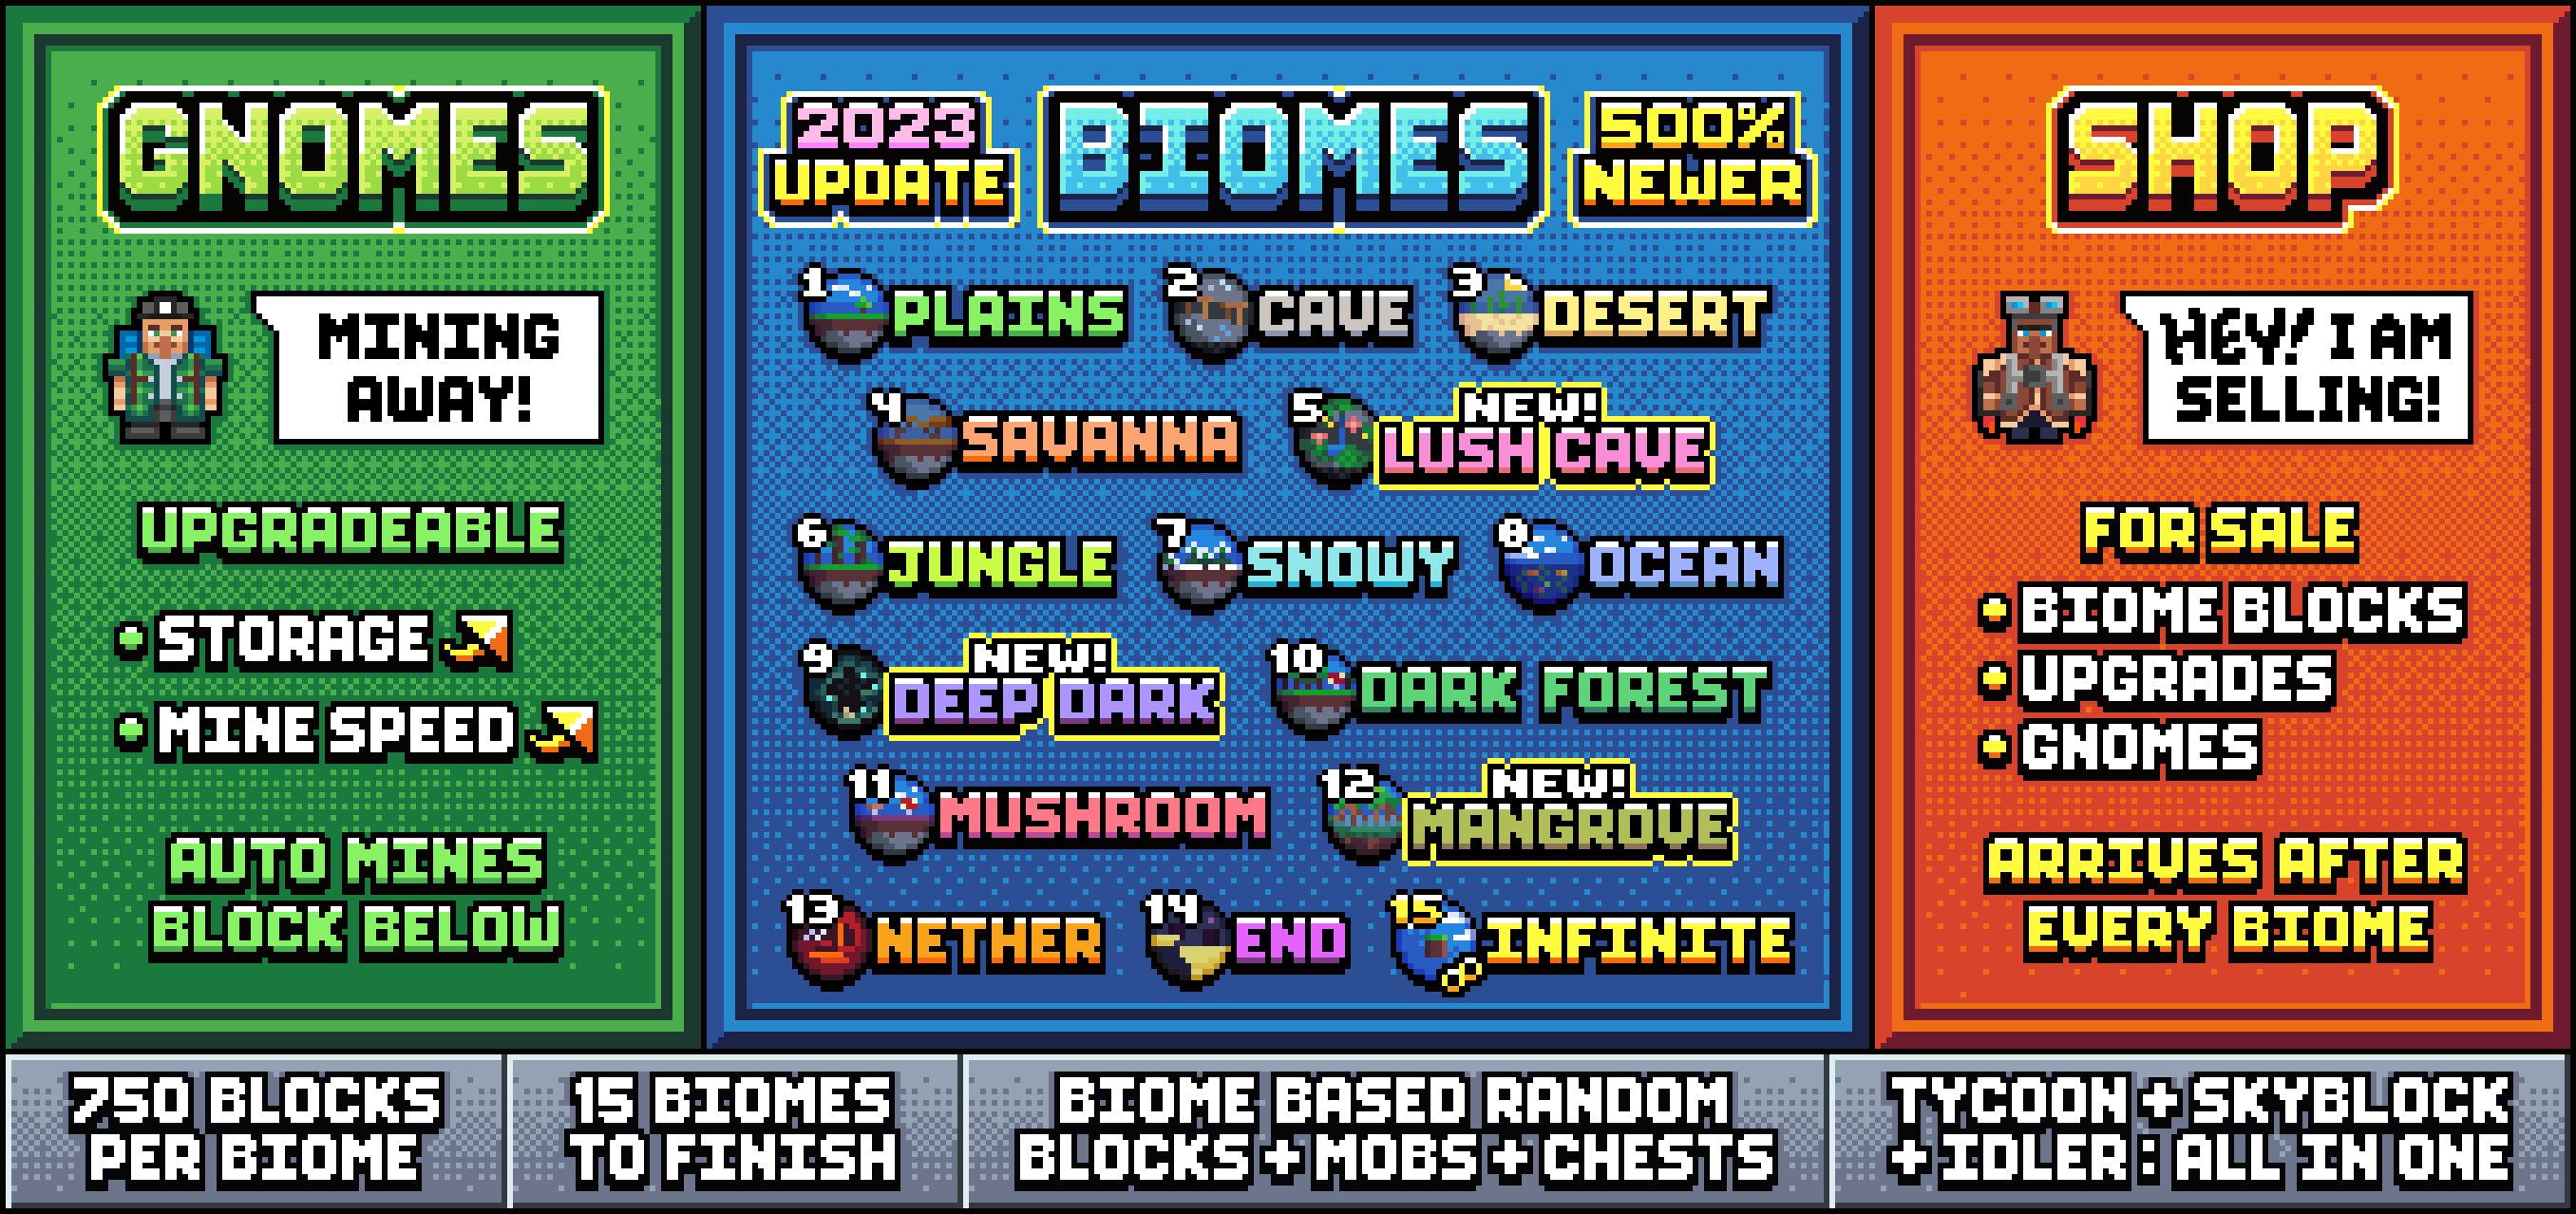 GNOMES
MINING
AWAY!
UPGRADEABLE
STORAGE
MINE SPEED
AUTO MINES
BLOCK BELOW
2023
UPDATE
BIOMES
500%
NEWER
1 PLAINS
2 CAVE
3 DESERT
4 SAVANNA
5 NEW!
LUSH CAVE
6 JUNGLE
7 SNOWY
8 OCEAN
9 NEW!
DEEP DARK
10 DARK FOREST
11 MUSHROOM
12 NEW!
MANGROVE
13 NETHER
14 END
15 INFINITE
SHOP
HEY! I AM
SELLING!
FOR SALE
BIOME BLOCKS
UPGRADES
GNOMES
ARRIVES AFTER
EVERY BIOME
750 BLOCKS
PER BIOME
15 BIOMES
TO FINISH
BIOME BASED RANDOM
BLOCKS + MOBS + CHESTS
TYCOON + SKYBLOCK
+ IDLER: ALL IN ONE